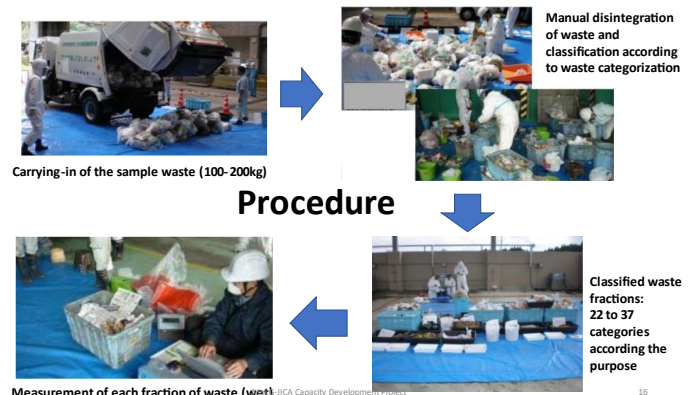 Manual disintegration
of waste and
classification according
to waste categorization
Carrying-in of the sample waste (100-200kg)
Procedure
Classified waste
fractions:
22 to 37
categories
according the
purpose
Measurement of each fraction of waste (wet)
-JICA Capacity Development Project
16